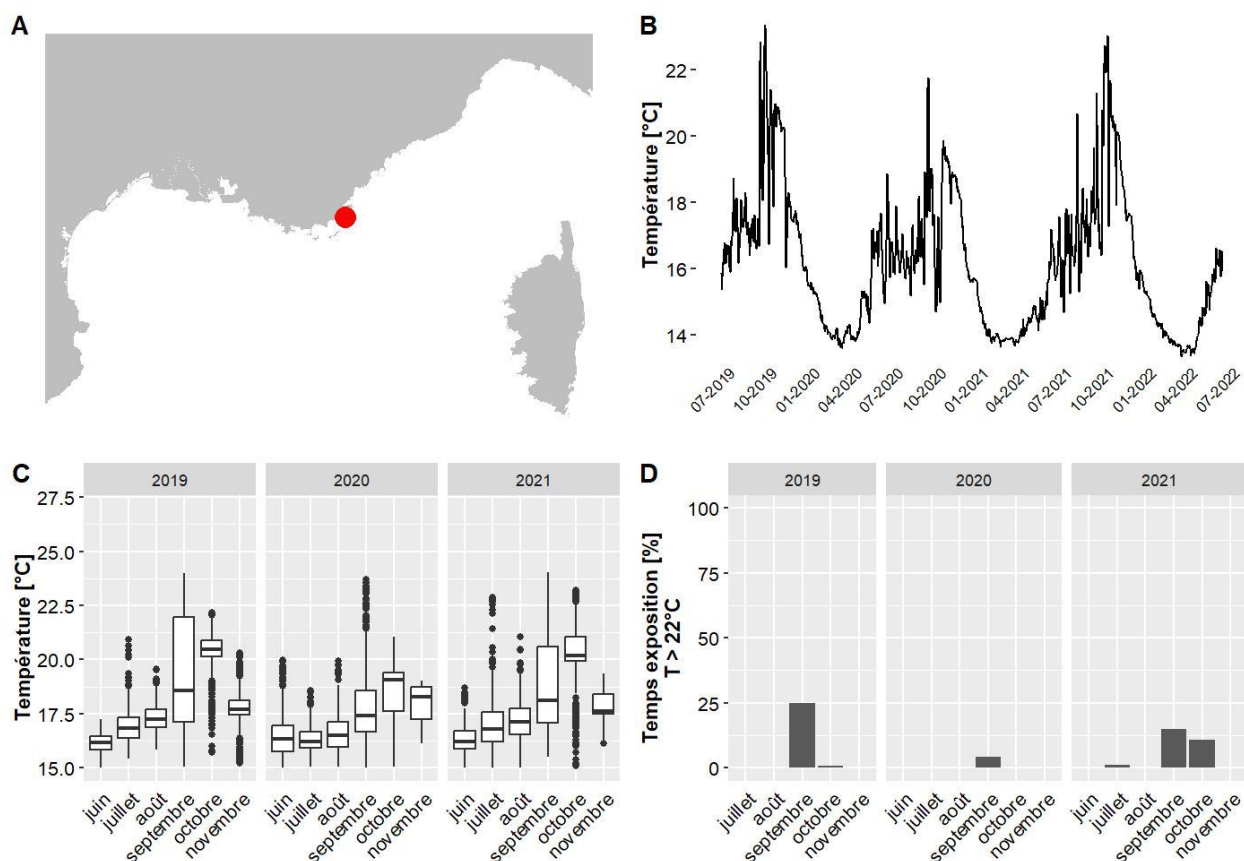 A
B
Température [°C]
22
20
18
16
14
07-2019
10-2019
01-2020
04-2020
07-2020
10-2020
01-2021
04-2021
07-2021
10-2021
01-2022
04-2022
07-2022
C
2019
2020
2021
Température [°C]
27.5
25.0
22.5
20.0
17.5
15.0
juin
juillet
août
septembre
octobre
novembre
juin
juillet
août
septembre
octobre
novembre
juin
juillet
août
septembre
octobre
novembre
D
2019
2020
2021
Temps exposition [%]
T > 22°C
100
75
50
25
0
juillet
août
septembre
octobre
novembre
juin
juillet
août
septembre
octobre
novembre
juin
juillet
août
septembre
octobre
novembre